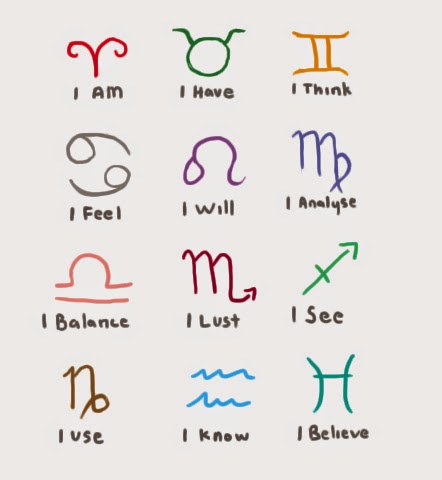 I AM
I Have
I Think
I Feel
I Will
I Analyse
I Balance
I Lust
I See
I use
I know
I Believe